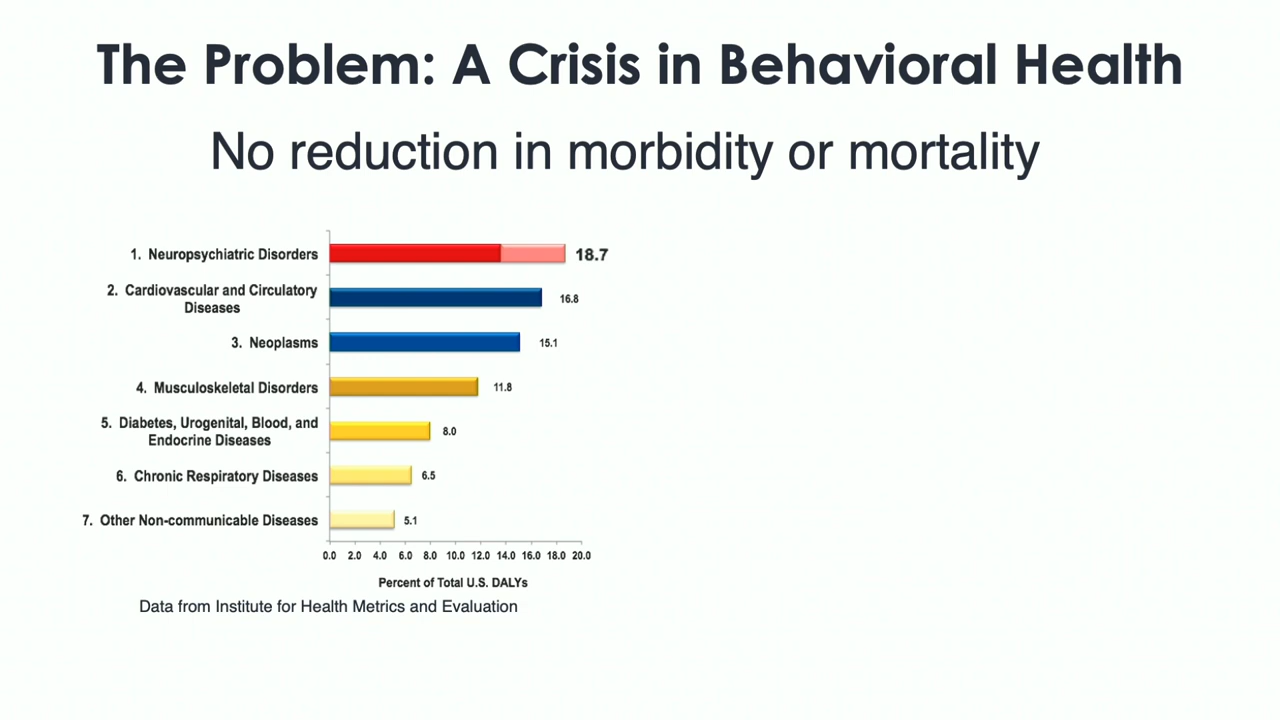 The Problem: A Crisis in Behavioral Health
No reduction in morbidity or mortality
1. Neuropsychiatric Disorders
18.7
2. Cardiovascular and Circulatory
Diseases
16.8
3. Neoplasms
15.1
4. Musculoskeletal Disorders
11.8
5. Diabetes, Urogenital, Blood, and
Endocrine Diseases
8.0
6. Chronic Respiratory Diseases
6.5
7. Other Non-communicable Diseases
5.1
0.0 2.0 4.0 6.0 8.0 10.0 12.0 14.0 16.0 18.0 20.0
Percent of Total U.S. DALYs
Data from Institute for Health Metrics and Evaluation